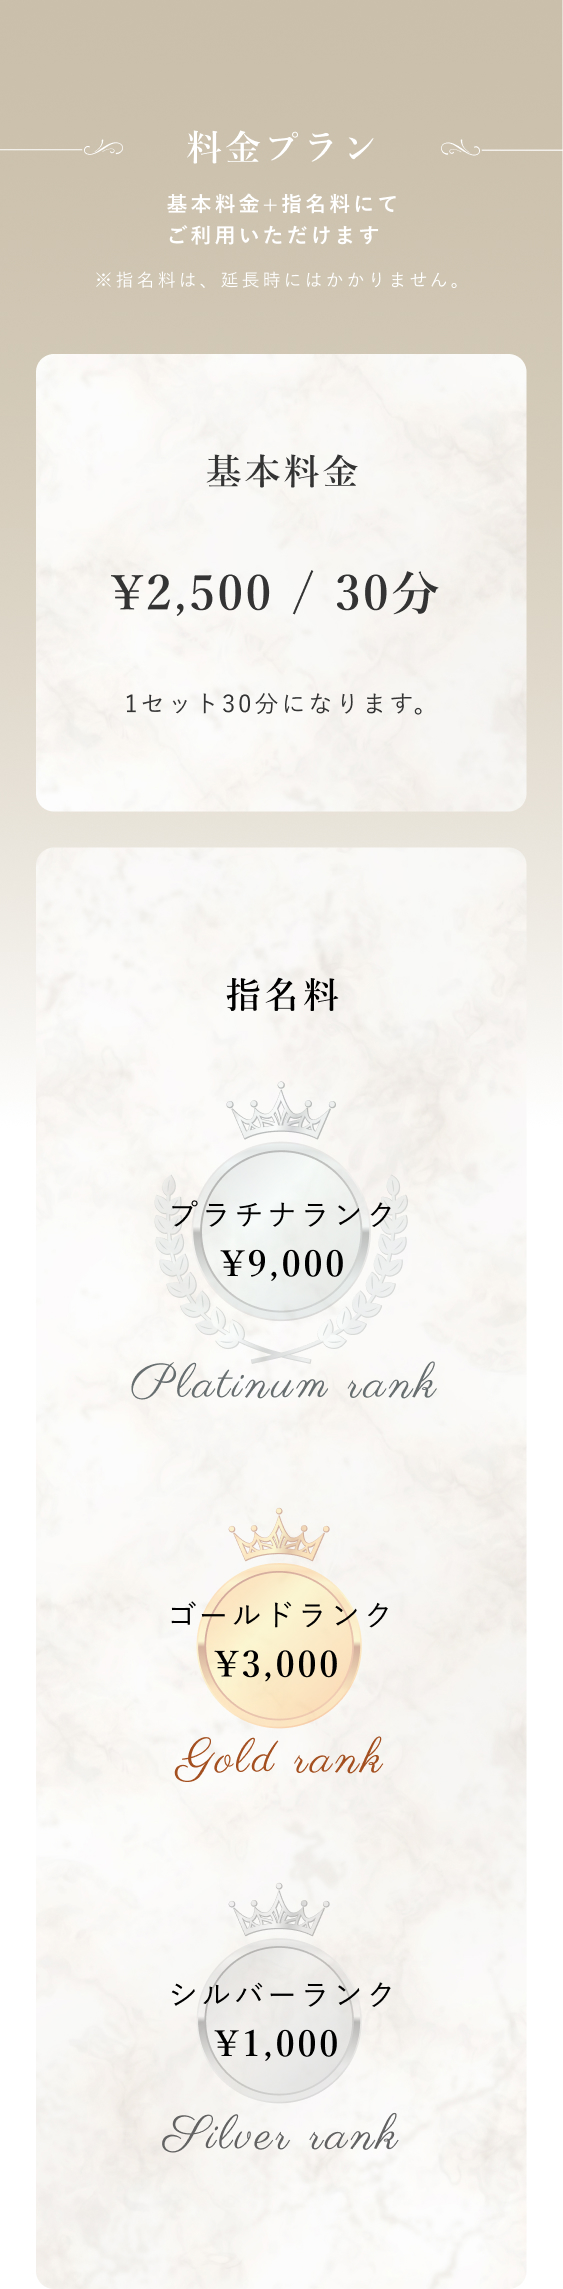 料金プラン
基本料金+指名料にて
ご利用いただけます
※指名料は、延長時にはかかりません。
基本料金
¥2,500 / 30分
1セット30分になります。
指名料
プラチナランク
¥9,000
Platinum rank
ゴールドランク
¥3,000
Gold rank
シルバーランク
¥1,000
Silver rank